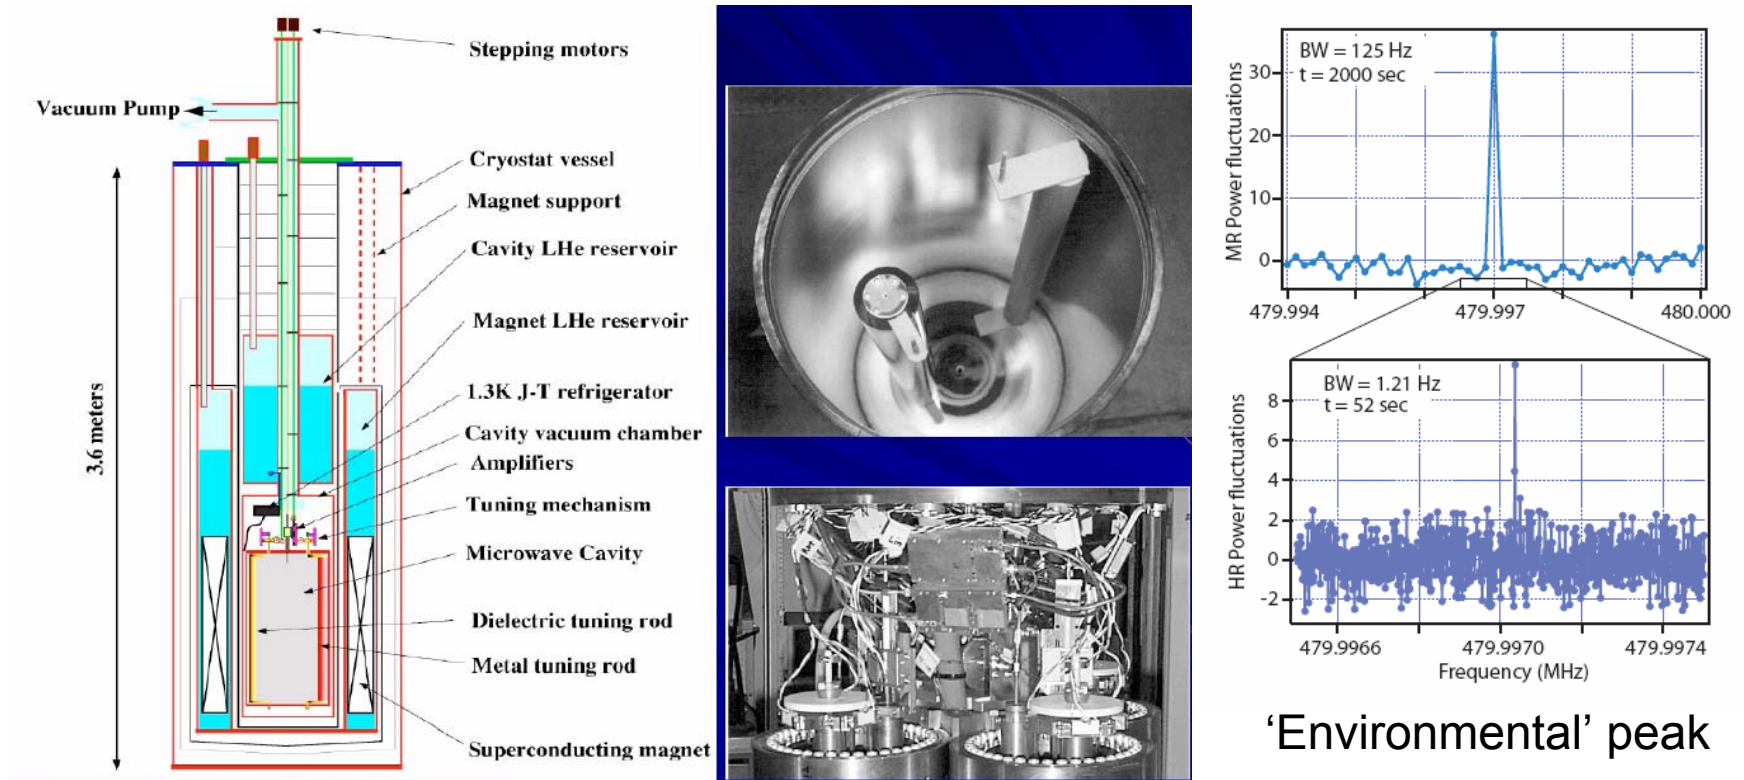 Stepping motors
Vacuum Pump
Cryostat vessel
Magnet support
Cavity LHe reservoir
Magnet LHe reservoir
1.3K J-T refrigerator
Cavity vacuum chamber
Amplifiers
Tuning mechanism
Microwave Cavity
Dielectric tuning rod
Metal tuning rod
Superconducting magnet
3.6 meters
BW = 125 Hz
t = 2000 sec
MR Power fluctuations
30
20
10
0
479.994
479.997
480.000
BW = 1.21 Hz
t = 52 sec
HR Power fluctuations
8
6
4
2
0
-2
479.9966
479.9970
479.9974
Frequency (MHz)
‘Environmental’ peak